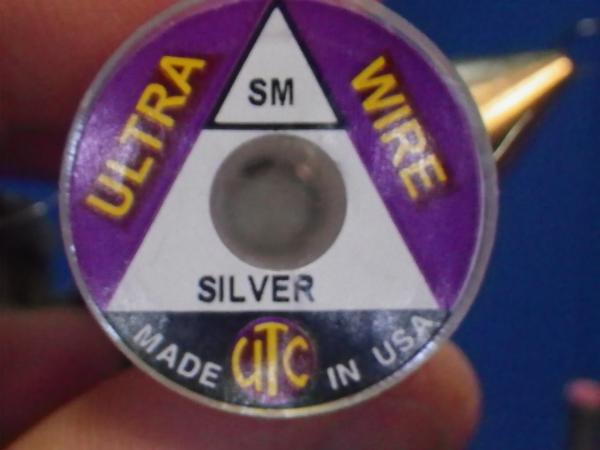 SM
ULTRA WIRE
SILVER
MADE UTC IN USA